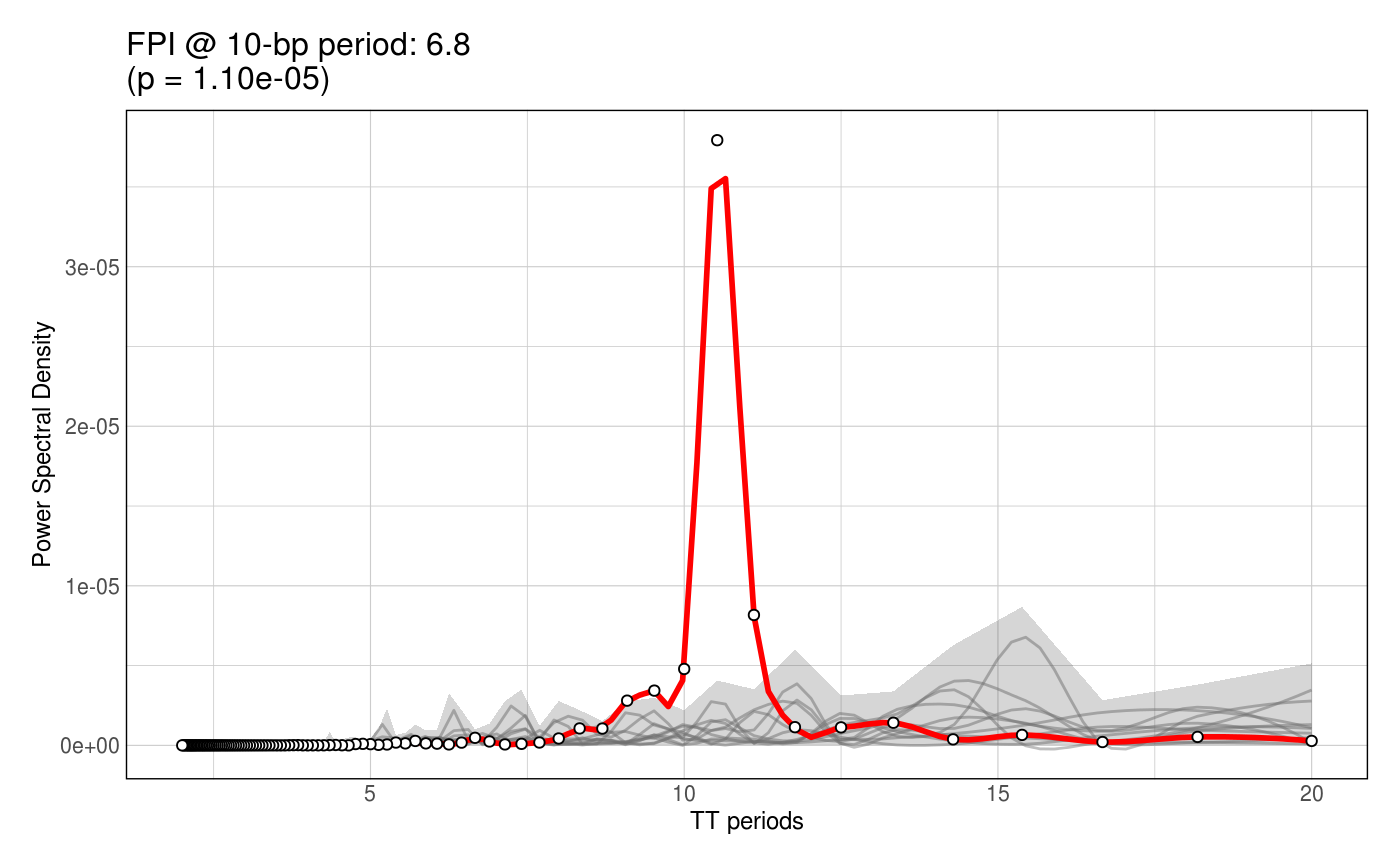 FPI @ 10-bp period: 6.8
(p = 1.10e-05)
Power Spectral Density
3e-05
2e-05
1e-05
0e+00
5
10
15
20
TT periods